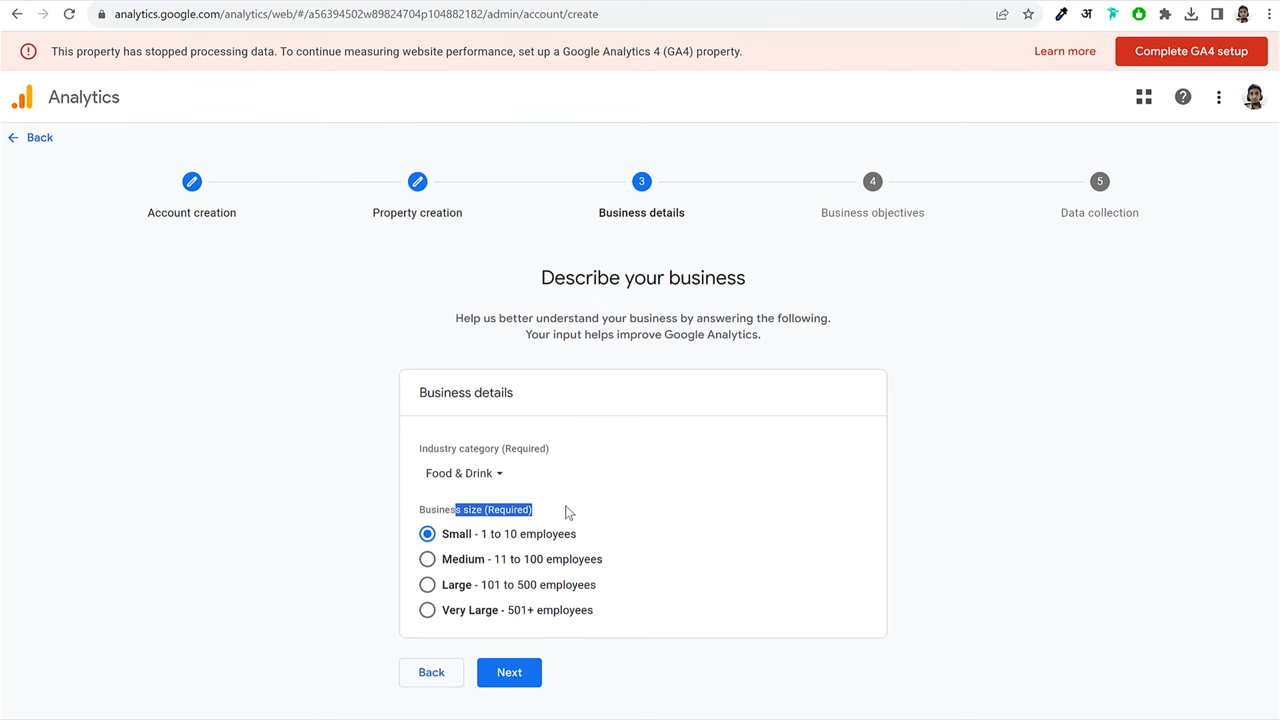 analytics.google.com/analytics/web/#/a56394502w89824704p104882182/admin/account/create
अ
This property has stopped processing data. To continue measuring website performance, set up a Google Analytics 4 (GA4) property.
Learn more
Complete GA4 setup
Analytics
Back
3
4
5
Account creation
Property creation
Business details
Business objectives
Data collection
Describe your business
Help us better understand your business by answering the following.
Your input helps improve Google Analytics.
Business details
Industry category (Required)
Food & Drink
Business size (Required)
Small - 1 to 10 employees
Medium - 11 to 100 employees
Large - 101 to 500 employees
Very Large - 501+ employees
Back
Next